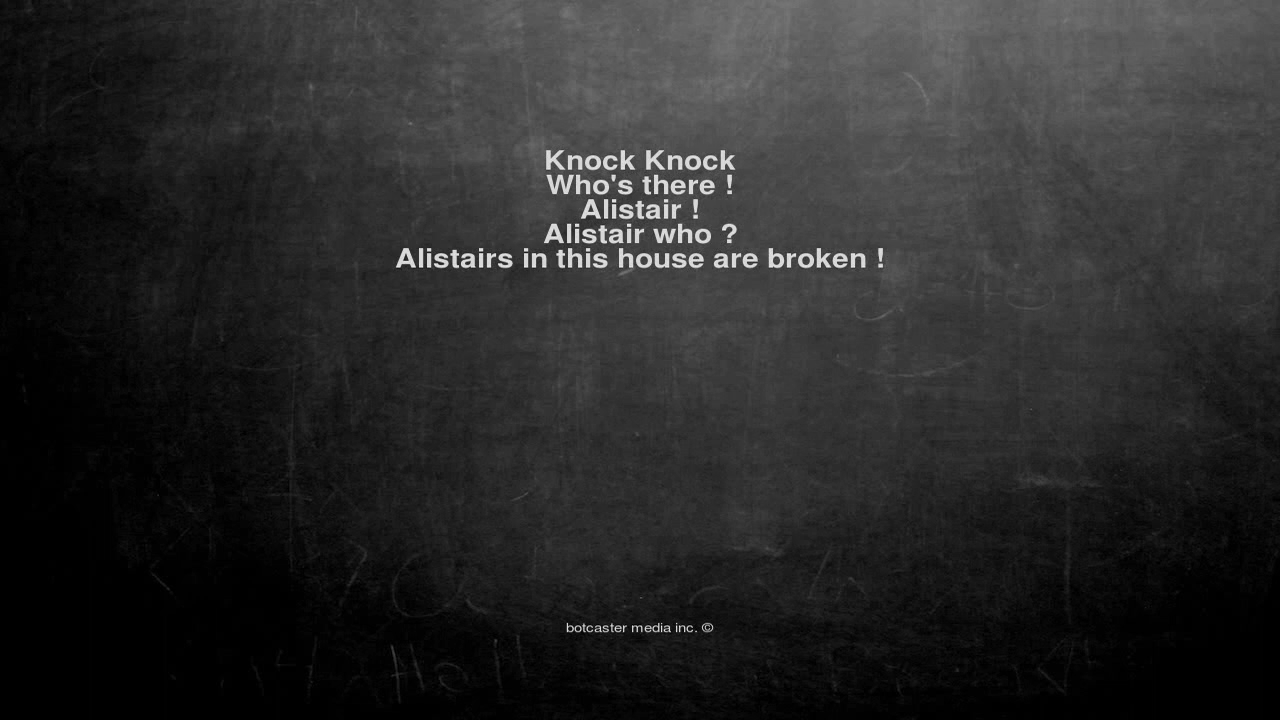 Knock Knock
Who's there !
Alistair !
Alistair who ?
Alistairs in this house are broken !
botcaster media inc. ©